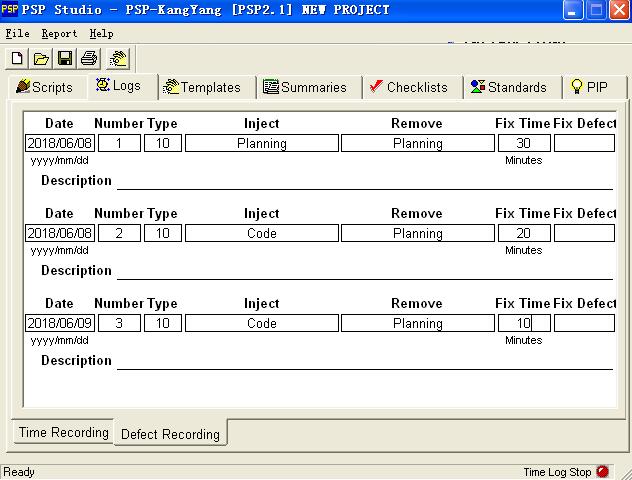 PSP PSP Studio - PSP-KangYang [PSP2.1] NEW PROJECT
File Report Help
Scripts Logs Templates Summaries Checklists Standards PIP
Date Number Type Inject Remove Fix Time Fix Defect
2018/06/08 1 10 Planning Planning 30
yyyy/mm/dd Minutes
Description
Date Number Type Inject Remove Fix Time Fix Defect
2018/06/08 2 10 Code Planning 20
yyyy/mm/dd Minutes
Description
Date Number Type Inject Remove Fix Time Fix Defect
2018/06/09 3 10 Code Planning 10
yyyy/mm/dd Minutes
Description
Time Recording Defect Recording
Ready Time Log Stop